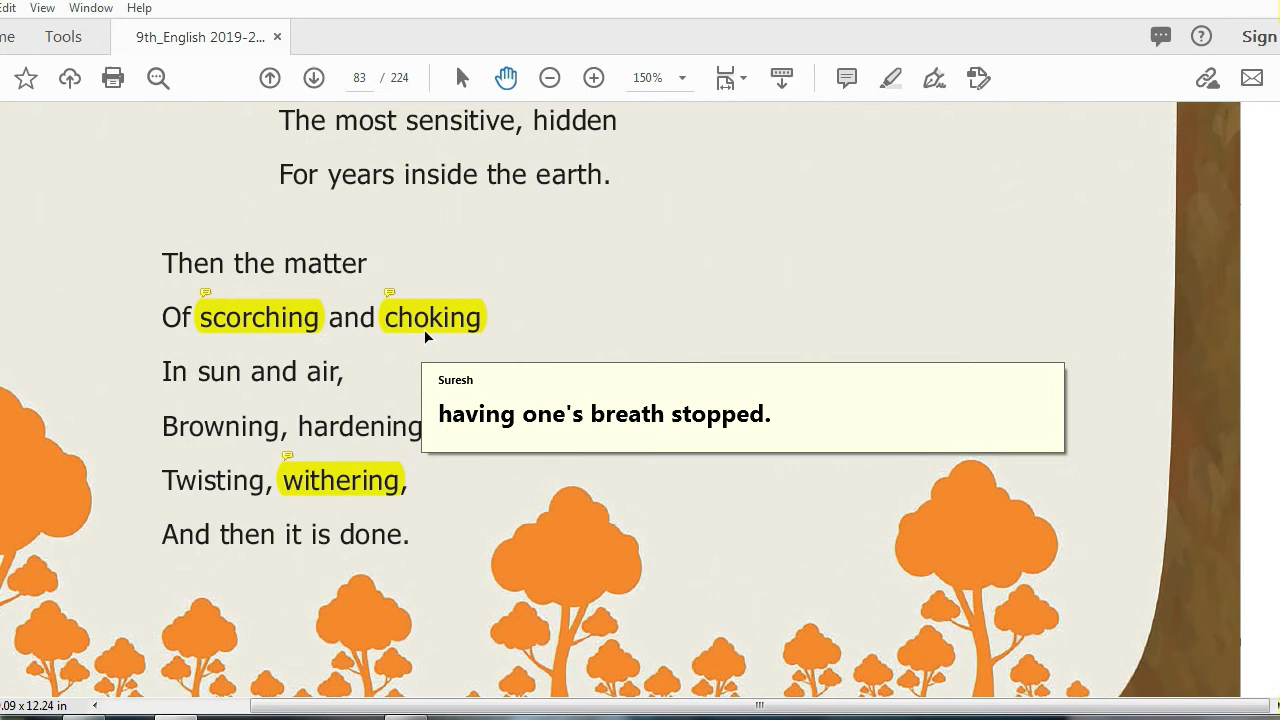 Edit View Window Help
me Tools 9th_English 2019-2... × Sign
83 / 224 150%
The most sensitive, hidden
For years inside the earth.
Then the matter
Of scorching and choking
In sun and air,
Suresh
having one's breath stopped.
Browning, hardening
Twisting, withering,
And then it is done.
9.09 x 12.24 in